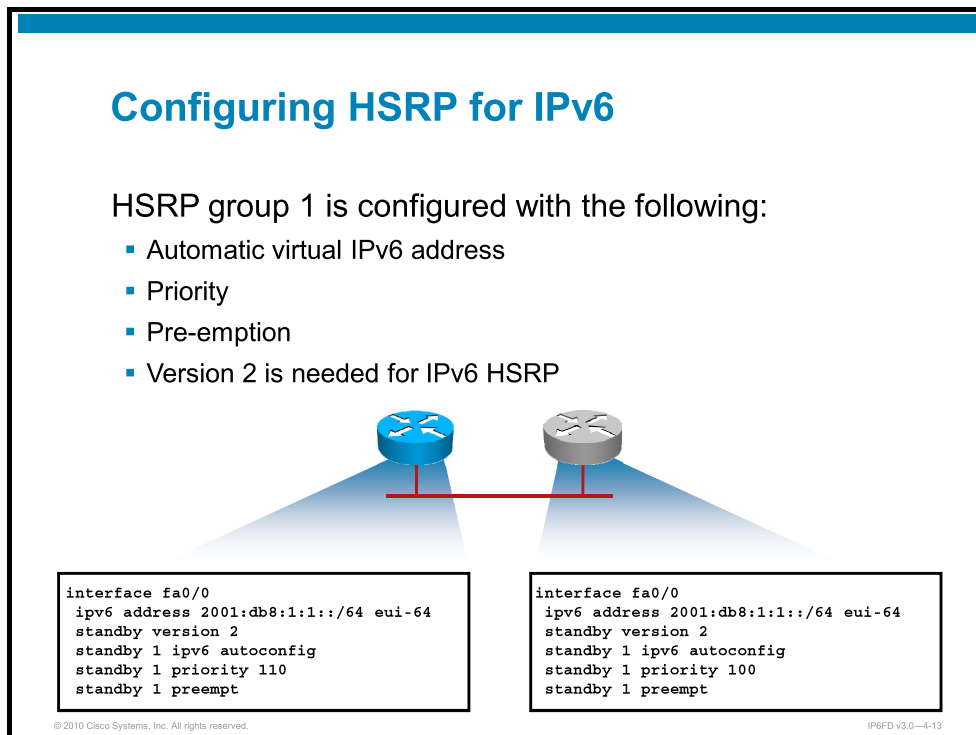 Configuring HSRP for IPv6
HSRP group 1 is configured with the following:
▪ Automatic virtual IPv6 address
▪ Priority
▪ Pre-emption
▪ Version 2 is needed for IPv6 HSRP
interface fa0/0
ipv6 address 2001:db8:1:1::/64 eui-64
standby version 2
standby 1 ipv6 autoconfig
standby 1 priority 110
standby 1 preempt
interface fa0/0
ipv6 address 2001:db8:1:1::/64 eui-64
standby version 2
standby 1 ipv6 autoconfig
standby 1 priority 100
standby 1 preempt
© 2010 Cisco Systems, Inc. All rights reserved.
IP6FD v3.0—4-13